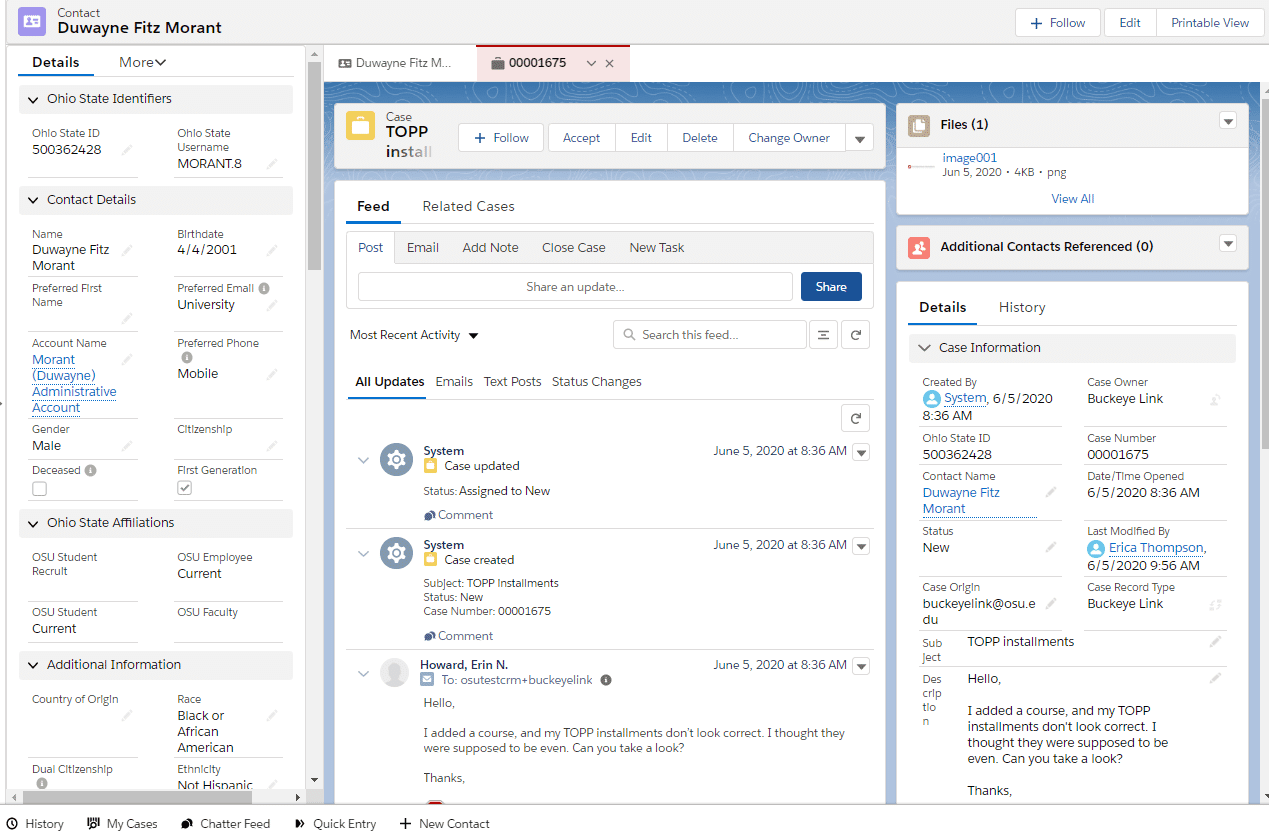 Contact
Duwayne Fitz Morant
Follow
Edit
Printable View
Details
More
Ohio State Identifiers
Ohio State ID
500362428
Ohio State
Username
MORANT.8
Contact Details
Name
Duwayne Fitz
Morant
Birthdate
4/4/2001
Preferred First
Name
Preferred Email
University
Account Name
Morant
(Duwayne)
Administrative
Account
Preferred Phone
Mobile
Gender
Male
Citizenship
Deceased
First Generation
Ohio State Affiliations
OSU Student
Recruit
OSU Employee
Current
OSU Student
Current
OSU Faculty
Additional Information
Country of Origin
Race
Black or
African
American
Dual Citizenship
Ethnicity
Not Hispanic
Duwayne Fitz M...
00001675
Case
TOPP
install
Follow
Accept
Edit
Delete
Change Owner
Feed
Related Cases
Post
Email
Add Note
Close Case
New Task
Share an update...
Share
Most Recent Activity
Search this feed...
All Updates
Emails
Text Posts
Status Changes
System
June 5, 2020 at 8:36 AM
Case updated
Status: Assigned to New
Comment
System
June 5, 2020 at 8:36 AM
Case created
Subject: TOPP Installments
Status: New
Case Number: 00001675
Comment
Howard, Erin N.
June 5, 2020 at 8:36 AM
To: osutestcrm+buckeyelink
Hello,
I added a course, and my TOPP installments don't look correct. I thought they
were supposed to be even. Can you take a look?
Thanks,
Files (1)
image001
Jun 5, 2020 • 4KB • png
View All
Additional Contacts Referenced (0)
Details
History
Case Information
Created By
System, 6/5/2020
8:36 AM
Case Owner
Buckeye Link
Ohio State ID
500362428
Case Number
00001675
Contact Name
Duwayne Fitz
Morant
Date/Time Opened
6/5/2020 8:36 AM
Status
New
Last Modified By
Erica Thompson,
6/5/2020 9:56 AM
Case Origin
buckeyelink@osu.e
du
Case Record Type
Buckeye Link
Sub
ject
TOPP installments
Des
crip
tio
n
Hello,
I added a course, and my TOPP
installments don't look correct. I
thought they were supposed to be
even. Can you take a look?
Thanks,
History
My Cases
Chatter Feed
Quick Entry
New Contact